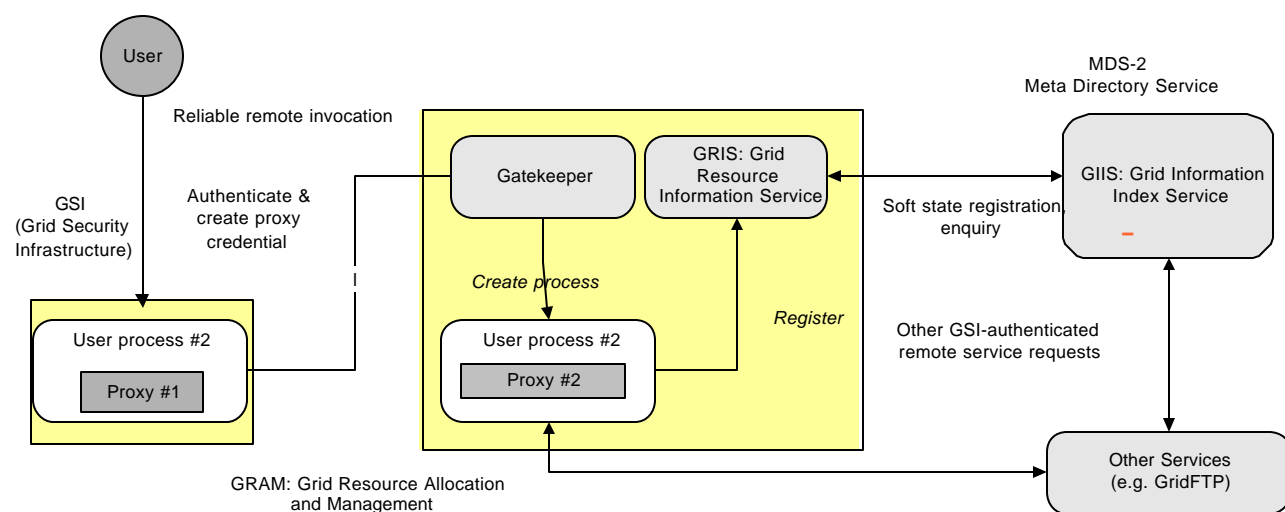 User
MDS-2
Meta Directory Service
Reliable remote invocation
Gatekeeper
GRIS: Grid
Resource
Information Service
GIIS: Grid Information
Index Service
GSI
(Grid Security
Infrastructure)
Authenticate &
create proxy
credential
Soft state registration,
enquiry
Create process
Register
User process #2
Proxy #1
User process #2
Proxy #2
Other GSI-authenticated
remote service requests
GRAM: Grid Resource Allocation
and Management
Other Services
(e.g. GridFTP)